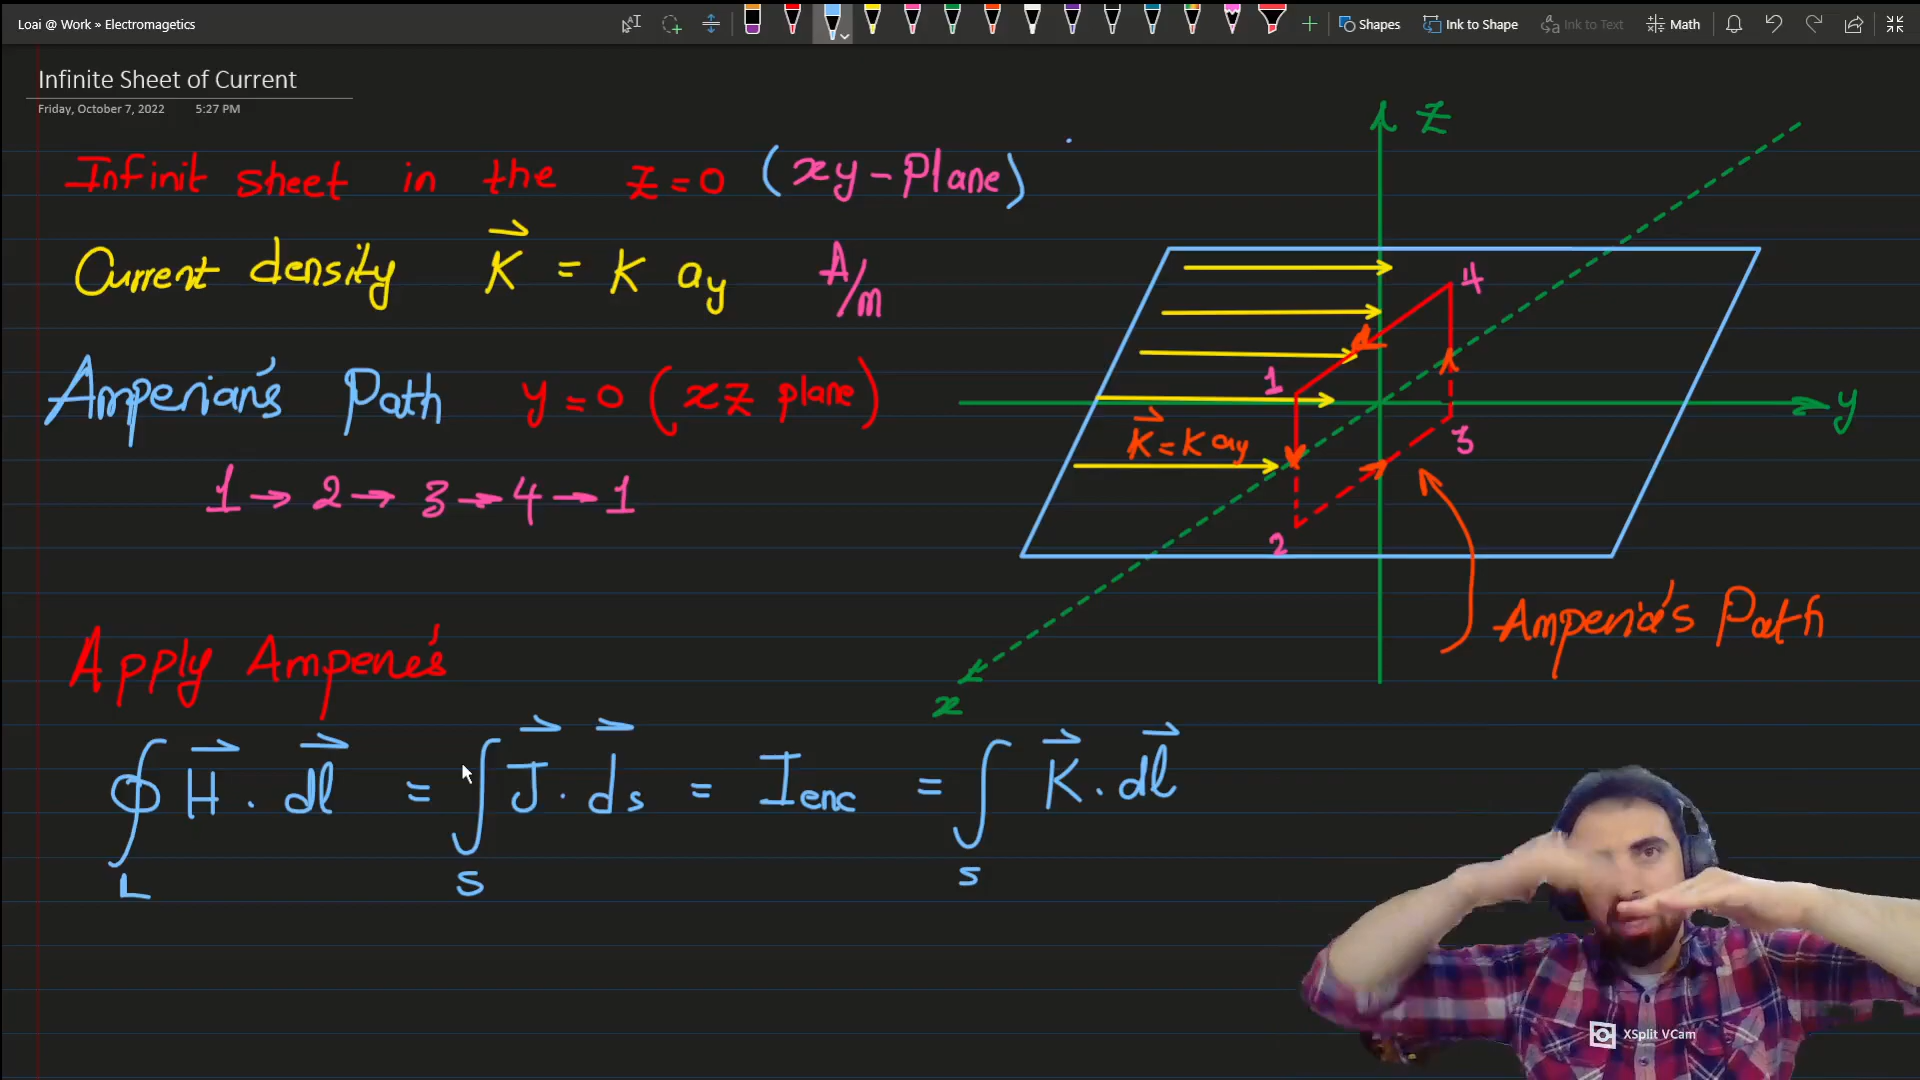 Loai @ Work » Electromagetics
Shapes
Ink to Shape
Ink to Text
Math
Infinite Sheet of Current
Friday, October 7, 2022 5:27 PM
Infinit sheet in the z=0 (xy-Plane)
Current density K⃗ = K ay A/m
Amperian's Path y=0 (xz plane)
1→2→3→4→1
Apply Ampere's
∮ H⃗ . dl⃗ = ∫ J⃗ . ds⃗ = Ienc = ∫ K⃗ . dl⃗
L S S
z
4
1
y
K⃗ = K ay
3
2
Amperia's Path
x
XSplit VCam